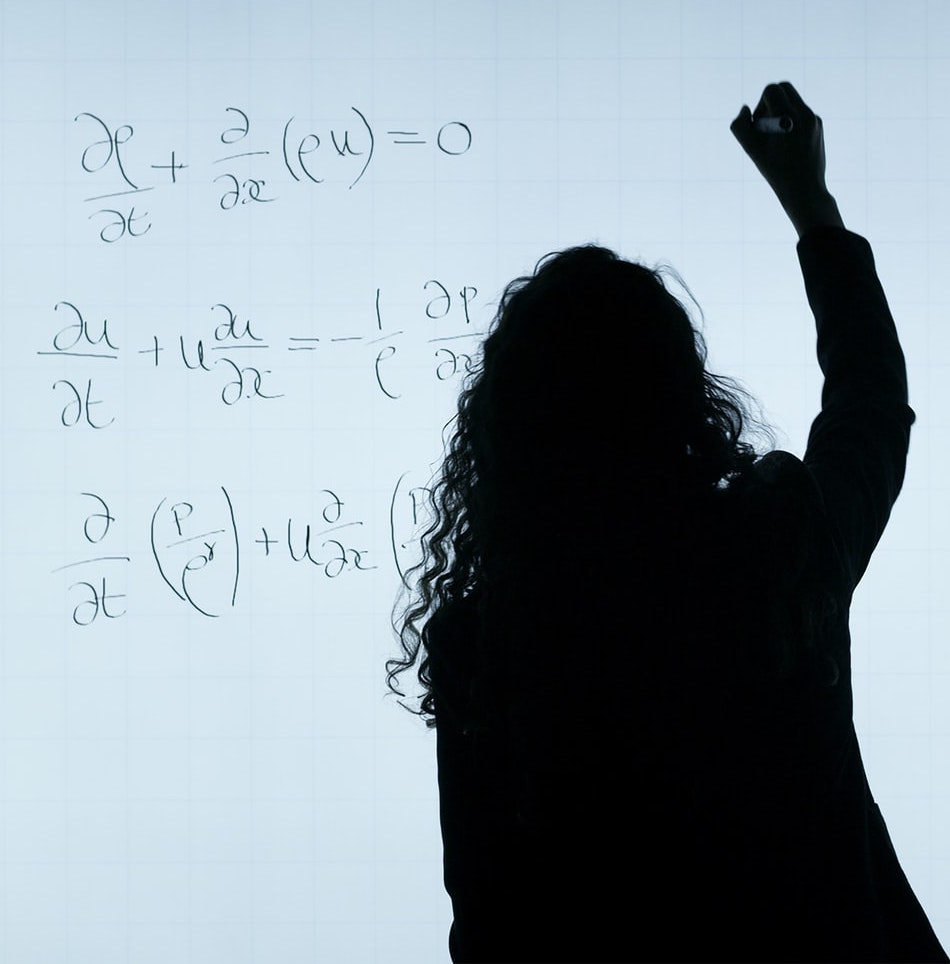 ∂ρ/∂t + ∂/∂x (ρu) = 0
∂u/∂t + u ∂u/∂x = - 1/ρ ∂p/∂x
∂/∂t (p/ρ^γ) + u ∂/∂x (p